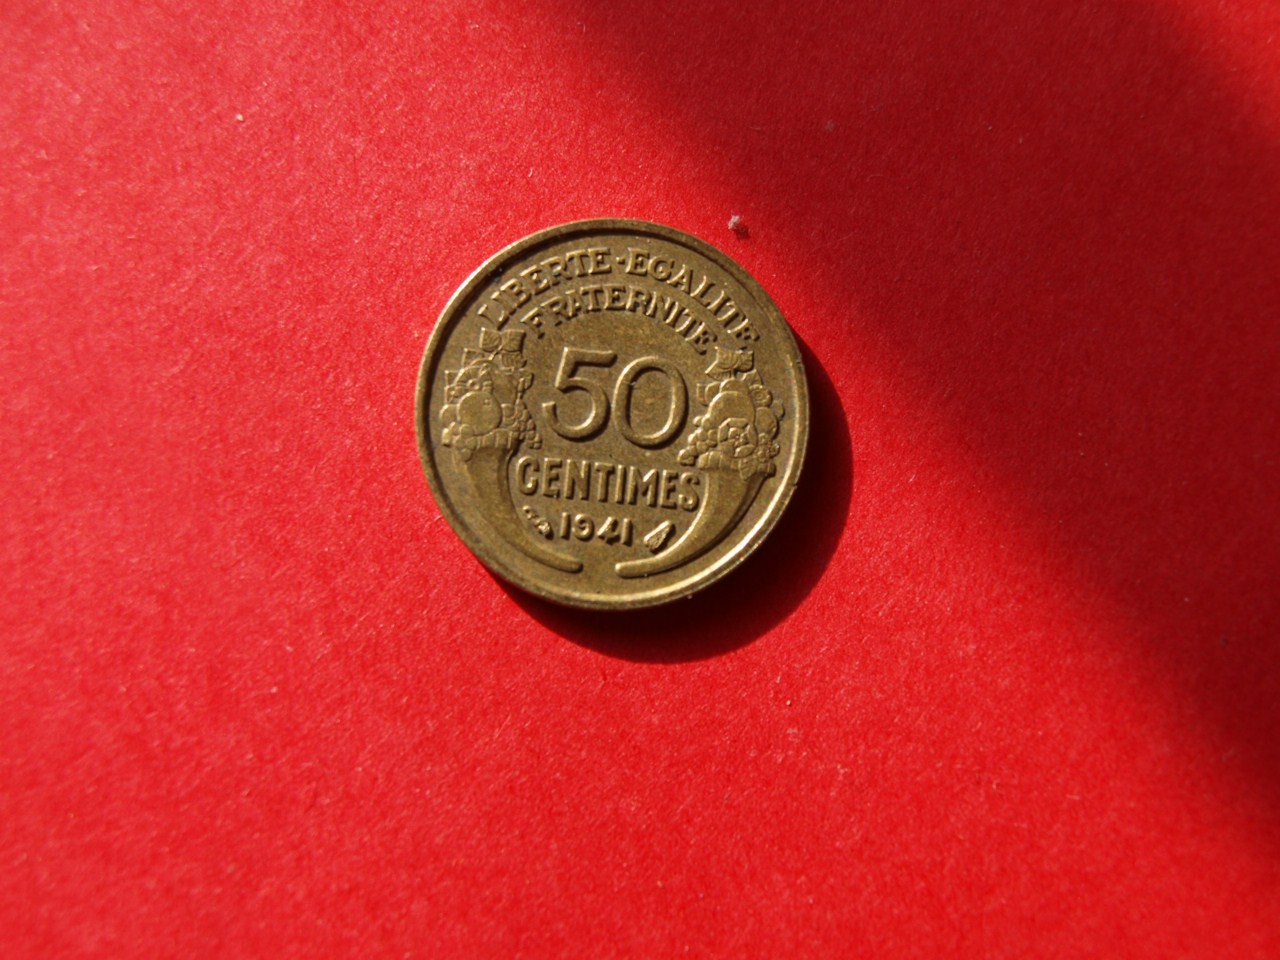 LIBERTE·EGALITE
FRATERNITE
50
CENTIMES
1941